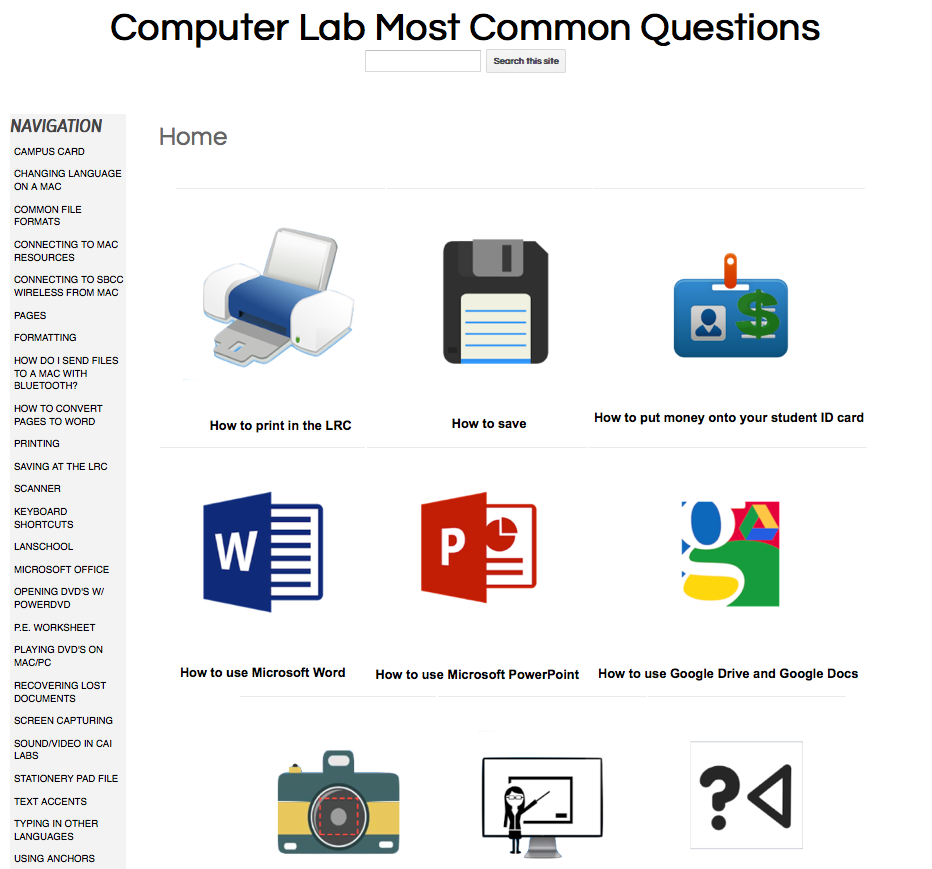 Computer Lab Most Common Questions
Search this site
NAVIGATION
CAMPUS CARD
CHANGING LANGUAGE
ON A MAC
COMMON FILE
FORMATS
CONNECTING TO MAC
RESOURCES
CONNECTING TO SBCC
WIRELESS FROM MAC
PAGES
FORMATTING
HOW DO I SEND FILES
TO A MAC WITH
BLUETOOTH?
HOW TO CONVERT
PAGES TO WORD
PRINTING
SAVING AT THE LRC
SCANNER
KEYBOARD
SHORTCUTS
LANSCHOOL
MICROSOFT OFFICE
OPENING DVD'S W/
POWERDVD
P.E. WORKSHEET
PLAYING DVD'S ON
MAC/PC
RECOVERING LOST
DOCUMENTS
SCREEN CAPTURING
SOUND/VIDEO IN CAI
LABS
STATIONERY PAD FILE
TEXT ACCENTS
TYPING IN OTHER
LANGUAGES
USING ANCHORS
Home
$
How to print in the LRC
How to save
How to put money onto your student ID card
W
P
g
How to use Microsoft Word
How to use Microsoft PowerPoint
How to use Google Drive and Google Docs
?